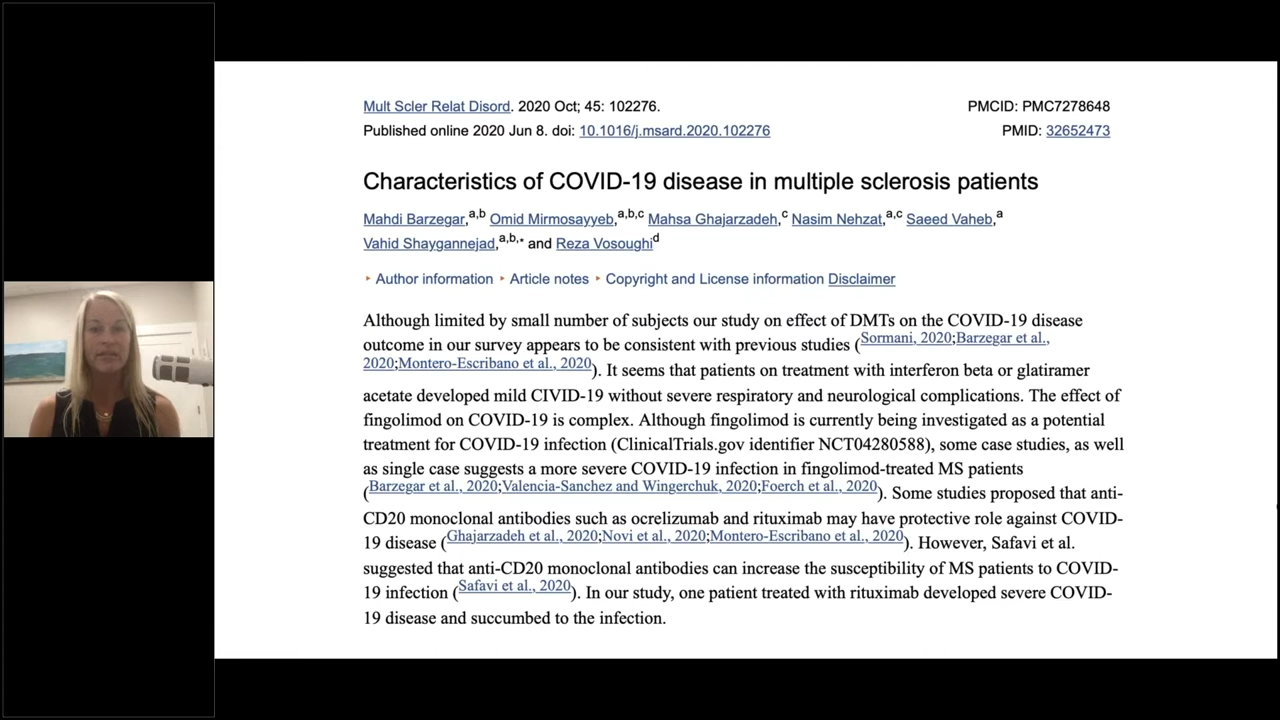 Mult Scler Relat Disord. 2020 Oct; 45: 102276.
PMCID: PMC7278648
Published online 2020 Jun 8. doi: 10.1016/j.msard.2020.102276
PMID: 32652473
Characteristics of COVID-19 disease in multiple sclerosis patients
Mahdi Barzegar,a,b Omid Mirmosayyeb,a,b,c Mahsa Ghajarzadeh,c Nasim Nehzat,a,c Saeed Vaheb,a
Vahid Shaygannejad,a,b,* and Reza Vosoughid
▸ Author information ▸ Article notes ▸ Copyright and License information Disclaimer
Although limited by small number of subjects our study on effect of DMTs on the COVID-19 disease
outcome in our survey appears to be consistent with previous studies (Sormani, 2020;Barzegar et al.,
2020;Montero-Escribano et al., 2020). It seems that patients on treatment with interferon beta or glatiramer
acetate developed mild CIVID-19 without severe respiratory and neurological complications. The effect of
fingolimod on COVID-19 is complex. Although fingolimod is currently being investigated as a potential
treatment for COVID-19 infection (ClinicalTrials.gov identifier NCT04280588), some case studies, as well
as single case suggests a more severe COVID-19 infection in fingolimod-treated MS patients
(Barzegar et al., 2020;Valencia-Sanchez and Wingerchuk, 2020;Foerch et al., 2020). Some studies proposed that anti-
CD20 monoclonal antibodies such as ocrelizumab and rituximab may have protective role against COVID-
19 disease (Ghajarzadeh et al., 2020;Novi et al., 2020;Montero-Escribano et al., 2020). However, Safavi et al.
suggested that anti-CD20 monoclonal antibodies can increase the susceptibility of MS patients to COVID-
19 infection (Safavi et al., 2020). In our study, one patient treated with rituximab developed severe COVID-
19 disease and succumbed to the infection.